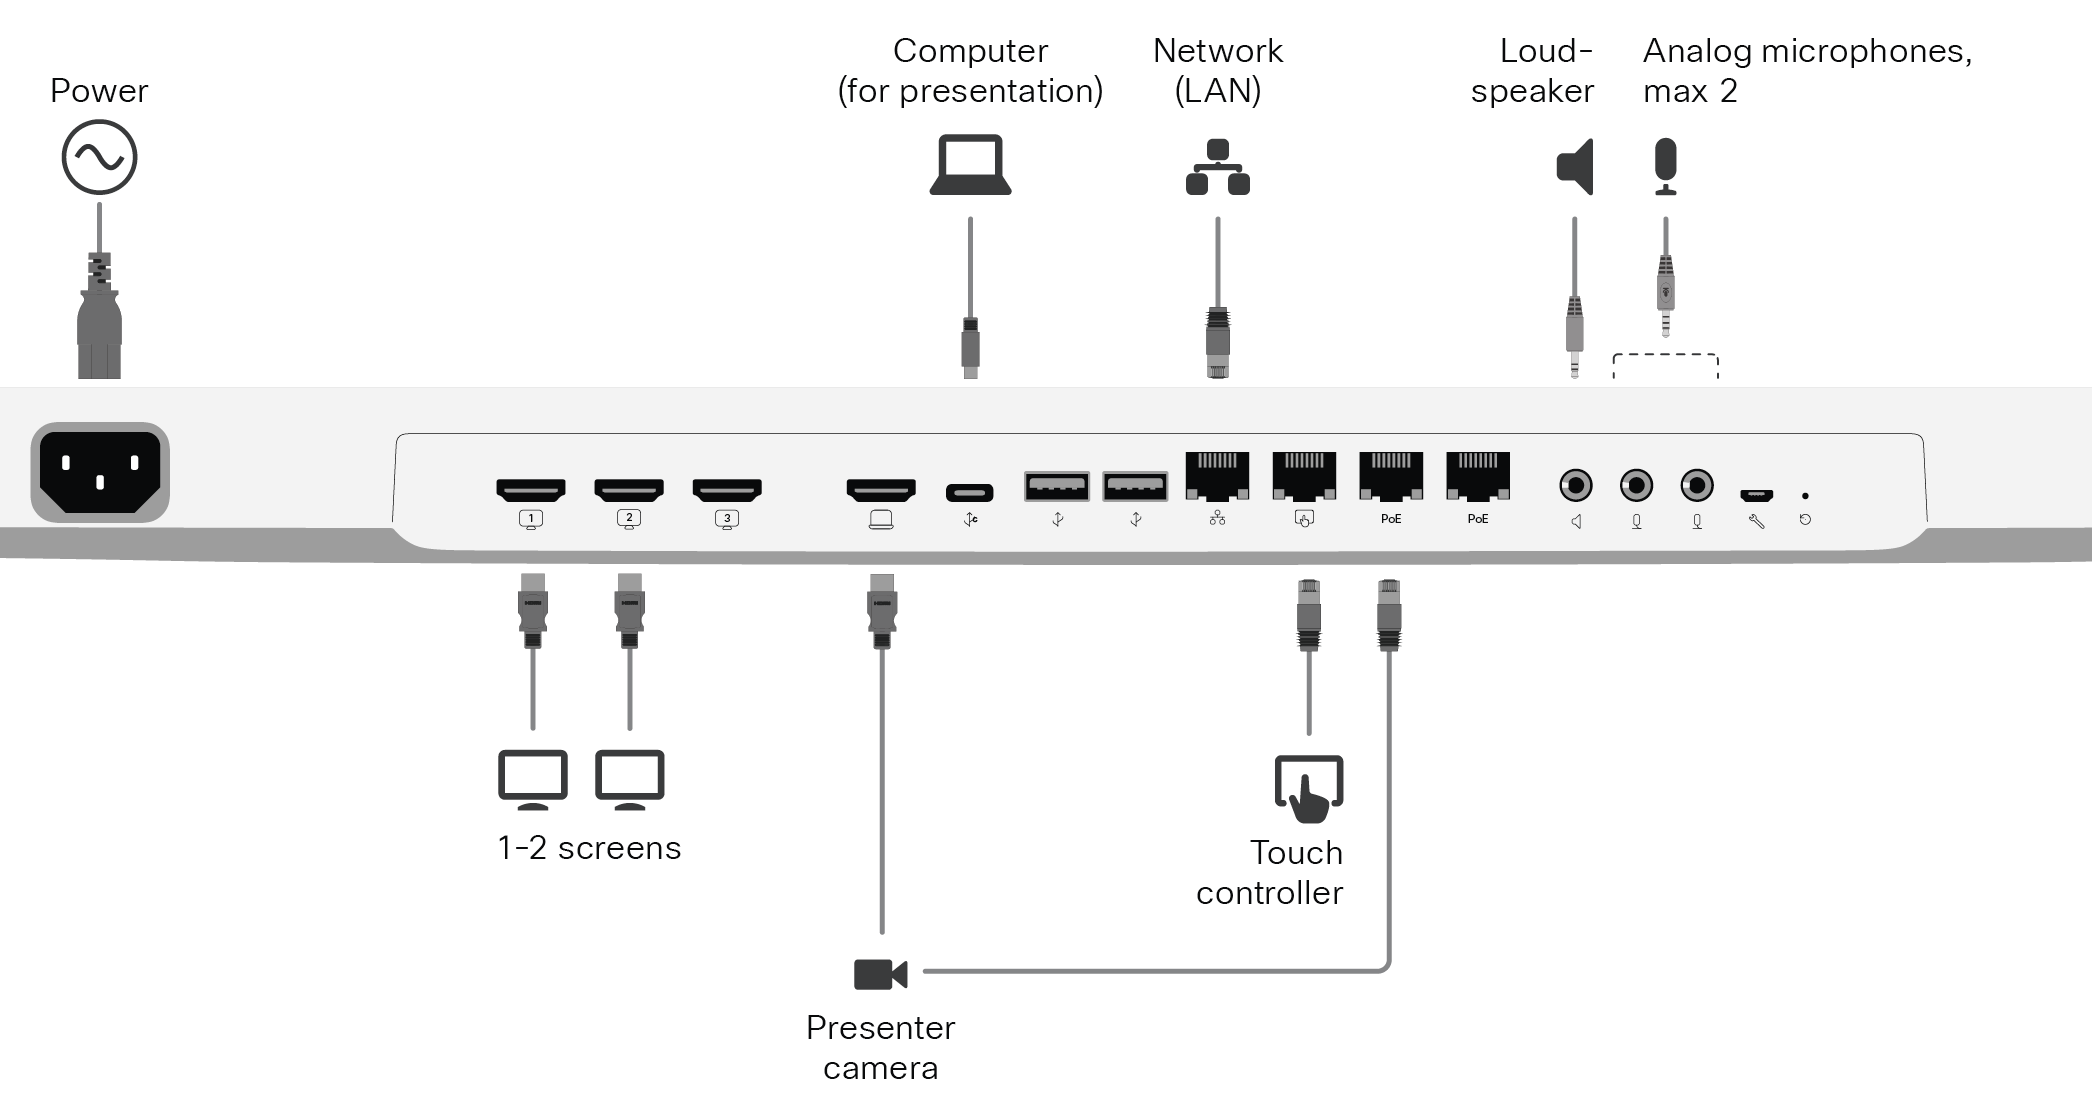 Power
Computer
(for presentation)
Network
(LAN)
Loud-
speaker
Analog microphones,
max 2
1
2
3
PoE
PoE
1-2 screens
Touch
controller
Presenter
camera